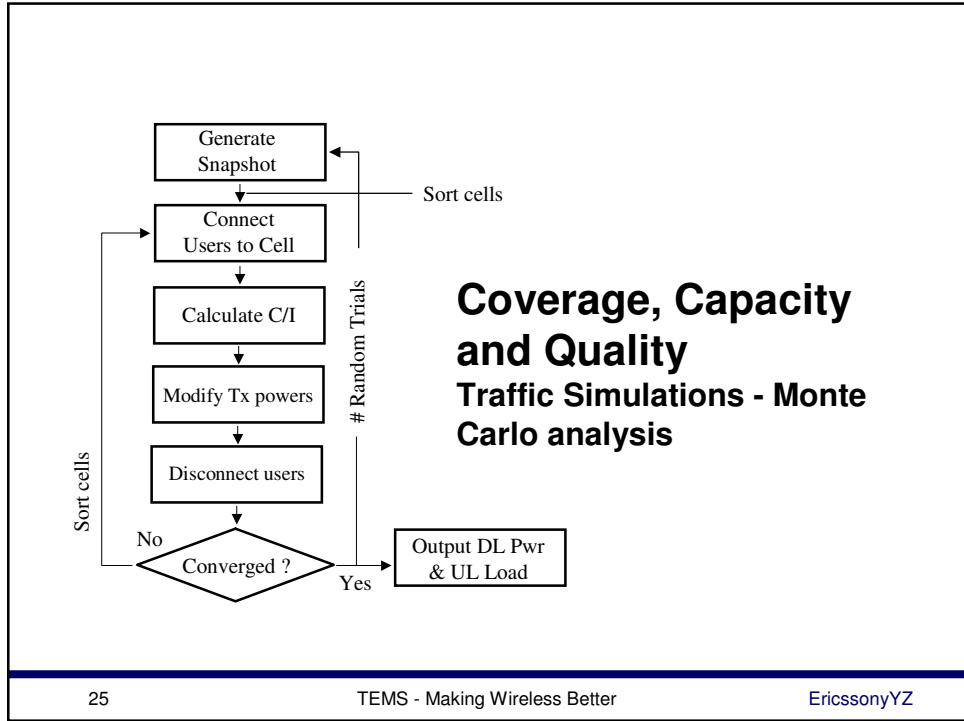 Generate
Snapshot
Sort cells
Connect
Users to Cell
Calculate C/I
# Random Trials
Modify Tx powers
Disconnect users
Sort cells
No
Converged ?
Yes
Output DL Pwr
& UL Load
Coverage, Capacity
and Quality
Traffic Simulations - Monte
Carlo analysis
25
TEMS - Making Wireless Better
EricssonyYZ